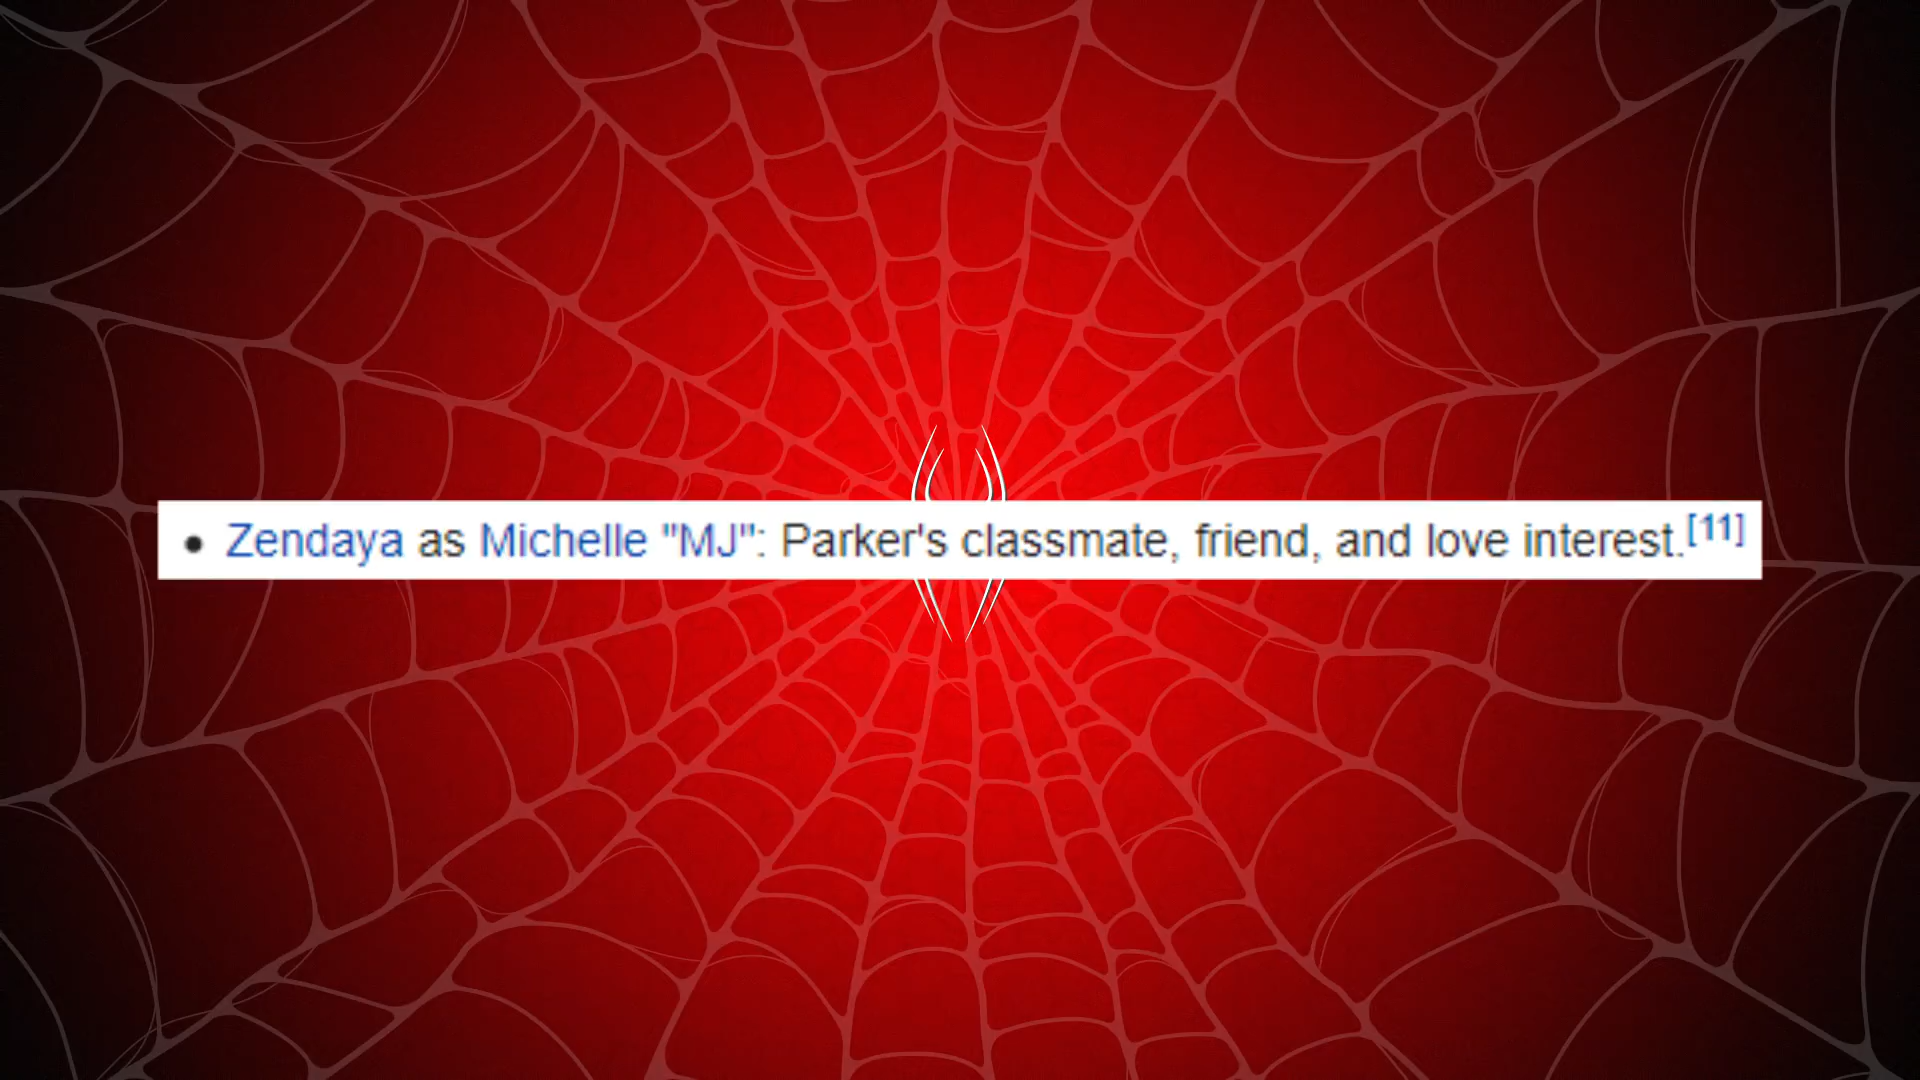 • Zendaya as Michelle "MJ": Parker's classmate, friend, and love interest.[11]